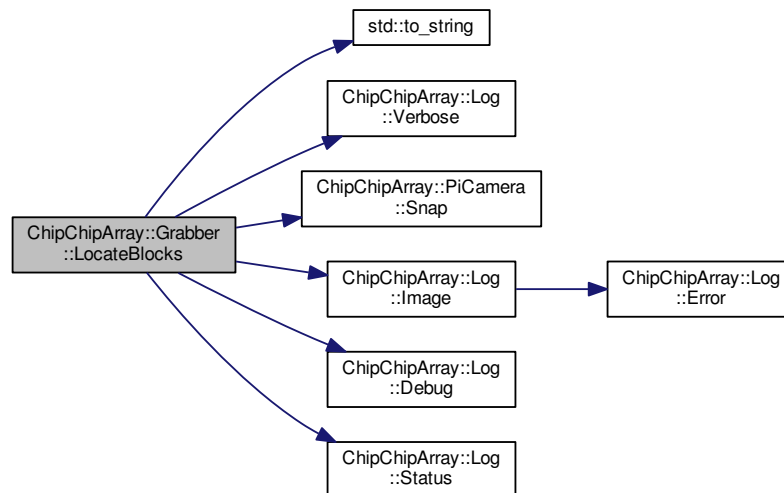 std::to_string
ChipChipArray::Log
::Verbose
ChipChipArray::PiCamera
::Snap
ChipChipArray::Grabber
::LocateBlocks
ChipChipArray::Log
::Image
ChipChipArray::Log
::Error
ChipChipArray::Log
::Debug
ChipChipArray::Log
::Status